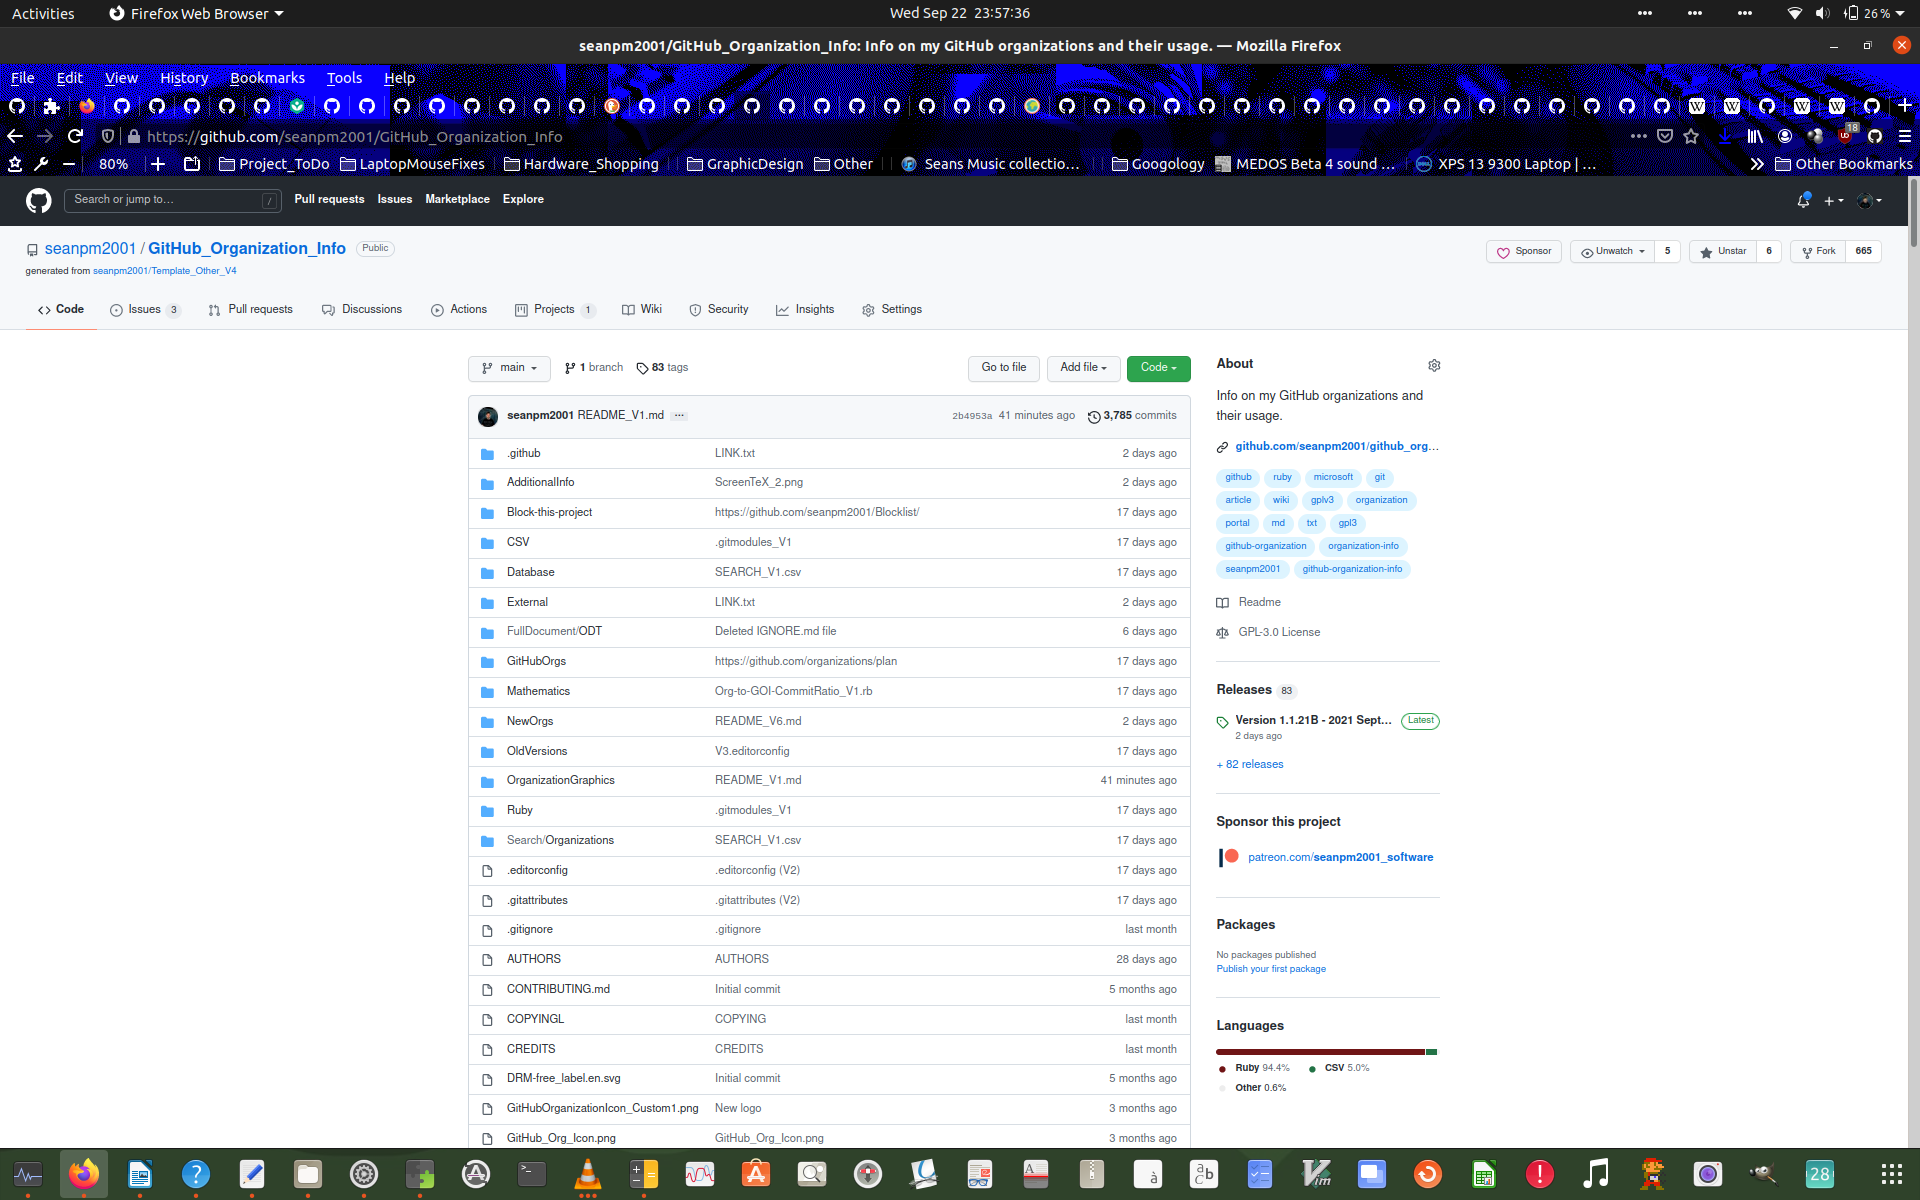 Activities Firefox Web Browser Wed Sep 22 23:57:36 26%
seanpm2001/GitHub_Organization_Info: Info on my GitHub organizations and their usage. — Mozilla Firefox
File Edit View History Bookmarks Tools Help
https://github.com/seanpm2001/GitHub_Organization_Info 18
80% Project_ToDo LaptopMouseFixes Hardware_Shopping GraphicDesign Other Seans Music collectio… Googology MEDOS Beta 4 sound … XPS 13 9300 Laptop | … Other Bookmarks
Search or jump to… / Pull requests Issues Marketplace Explore
seanpm2001 / GitHub_Organization_Info Public Sponsor Unwatch 5 Unstar 6 Fork 665
generated from seanpm2001/Template_Other_V4
Code Issues 3 Pull requests Discussions Actions Projects 1 Wiki Security Insights Settings
main 1 branch 83 tags Go to file Add file Code
seanpm2001 README_V1.md ... 2b4953a 41 minutes ago 3,785 commits
.github LINK.txt 2 days ago
AdditionalInfo ScreenTeX_2.png 2 days ago
Block-this-project https://github.com/seanpm2001/Blocklist/ 17 days ago
CSV .gitmodules_V1 17 days ago
Database SEARCH_V1.csv 17 days ago
External LINK.txt 2 days ago
FullDocument/ODT Deleted IGNORE.md file 6 days ago
GitHubOrgs https://github.com/organizations/plan 17 days ago
Mathematics Org-to-GOI-CommitRatio_V1.rb 17 days ago
NewOrgs README_V6.md 2 days ago
OldVersions V3.editorconfig 17 days ago
OrganizationGraphics README_V1.md 41 minutes ago
Ruby .gitmodules_V1 17 days ago
Search/Organizations SEARCH_V1.csv 17 days ago
.editorconfig .editorconfig (V2) 17 days ago
.gitattributes .gitattributes (V2) 17 days ago
.gitignore .gitignore last month
AUTHORS AUTHORS 28 days ago
CONTRIBUTING.md Initial commit 5 months ago
COPYINGL COPYING last month
CREDITS CREDITS last month
DRM-free_label.en.svg Initial commit 5 months ago
GitHubOrganizationIcon_Custom1.png New logo 3 months ago
GitHub_Org_Icon.png GitHub_Org_Icon.png 3 months ago
About
Info on my GitHub organizations and
their usage.
github.com/seanpm2001/github_org…
github ruby microsoft git
article wiki gplv3 organization
portal md txt gpl3
github-organization organization-info
seanpm2001 github-organization-info
Readme
GPL-3.0 License
Releases 83
Version 1.1.21B - 2021 Sept… Latest
2 days ago
+ 82 releases
Sponsor this project
patreon.com/seanpm2001_software
Packages
No packages published
Publish your first package
Languages
Ruby 94.4% CSV 5.0%
Other 0.6%
28